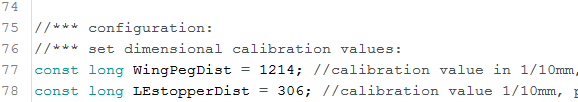 74
75 //*** configuration:
76 //*** set dimensional calibration values:
77 const long WingPegDist = 1214; //calibration value in 1/10mm,
78 const long LEstopperDist = 306; //calibration value 1/10mm, p